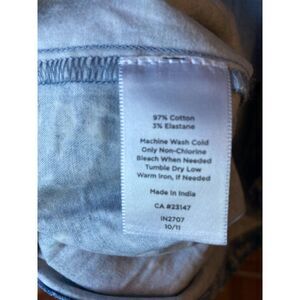 97% Cotton
3% Elastane
Machine Wash Cold
Only Non-Chlorine
Bleach When Needed
Tumble Dry Low
Warm Iron, If Needed
Made In India
CA #23147
IN2707
10/11